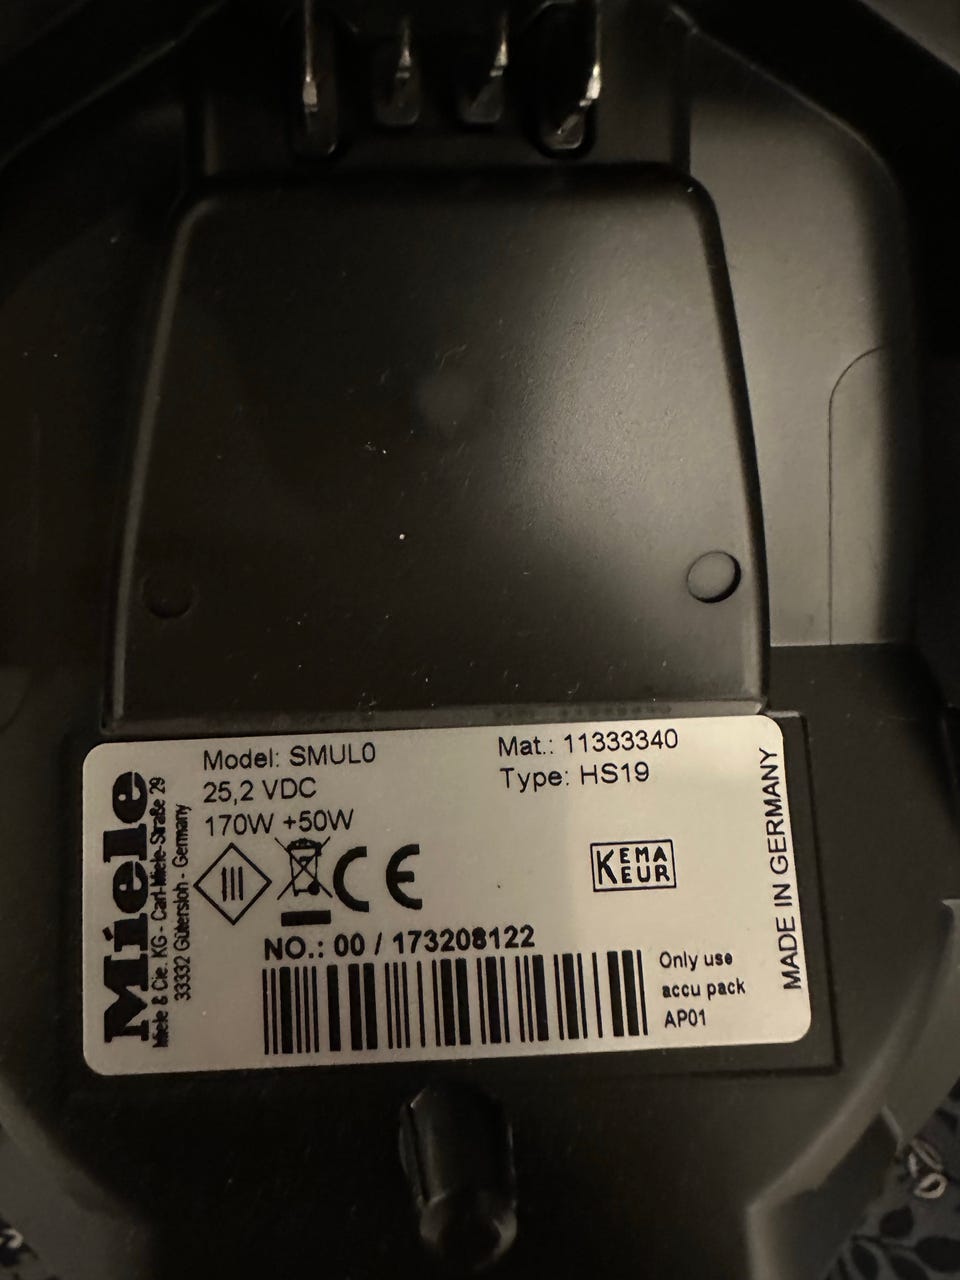 Model: SMUL0
25,2 VDC
170W +50W
Mat.: 11333340
Type: HS19
Miele
Miele & Cie. KG - Carl-Miele-Straße 29
33332 Gütersloh - Germany
CE
KEMA
EUR
NO.: 00 / 173208122
Only use
accu pack
AP01
MADE IN GERMANY